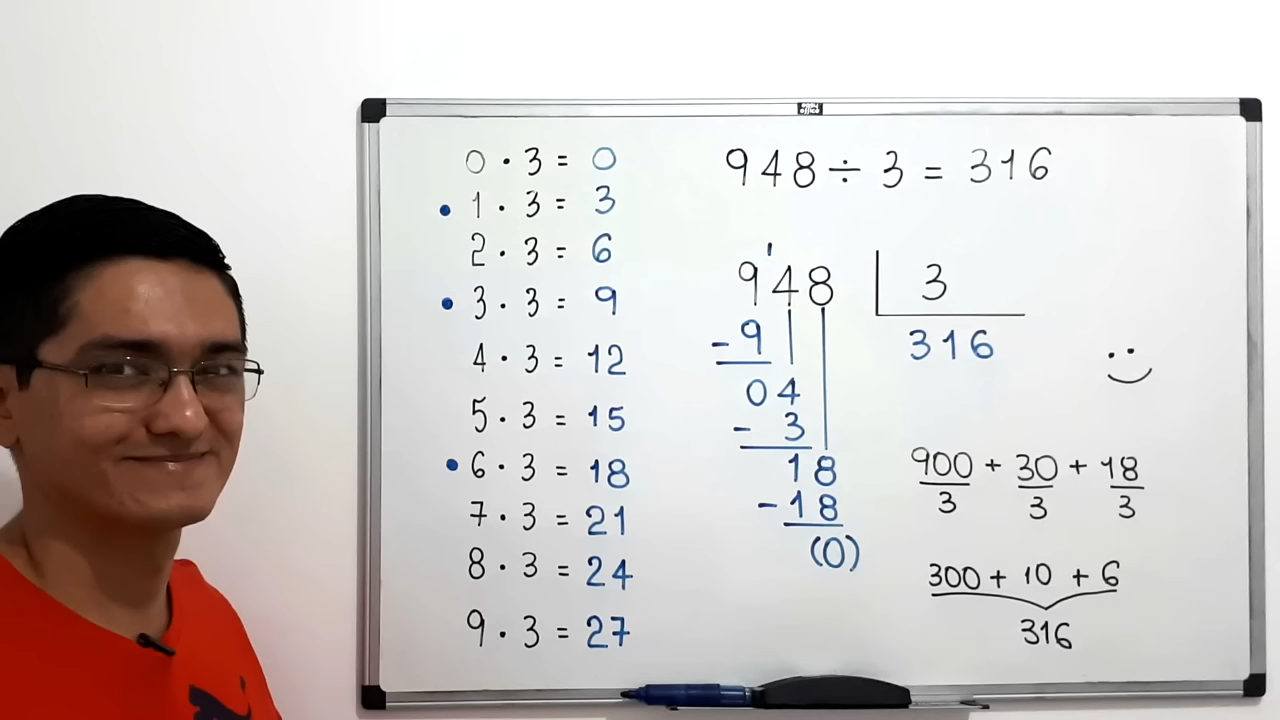 0 · 3 = 0
• 1 · 3 = 3
2 · 3 = 6
• 3 · 3 = 9
4 · 3 = 12
5 · 3 = 15
• 6 · 3 = 18
7 · 3 = 21
8 · 3 = 24
9 · 3 = 27
948 ÷ 3 = 316
9'48 | 3
316
- 9
04
- 3
18
- 18
(0)
900/3 + 30/3 + 18/3
300 + 10 + 6
316